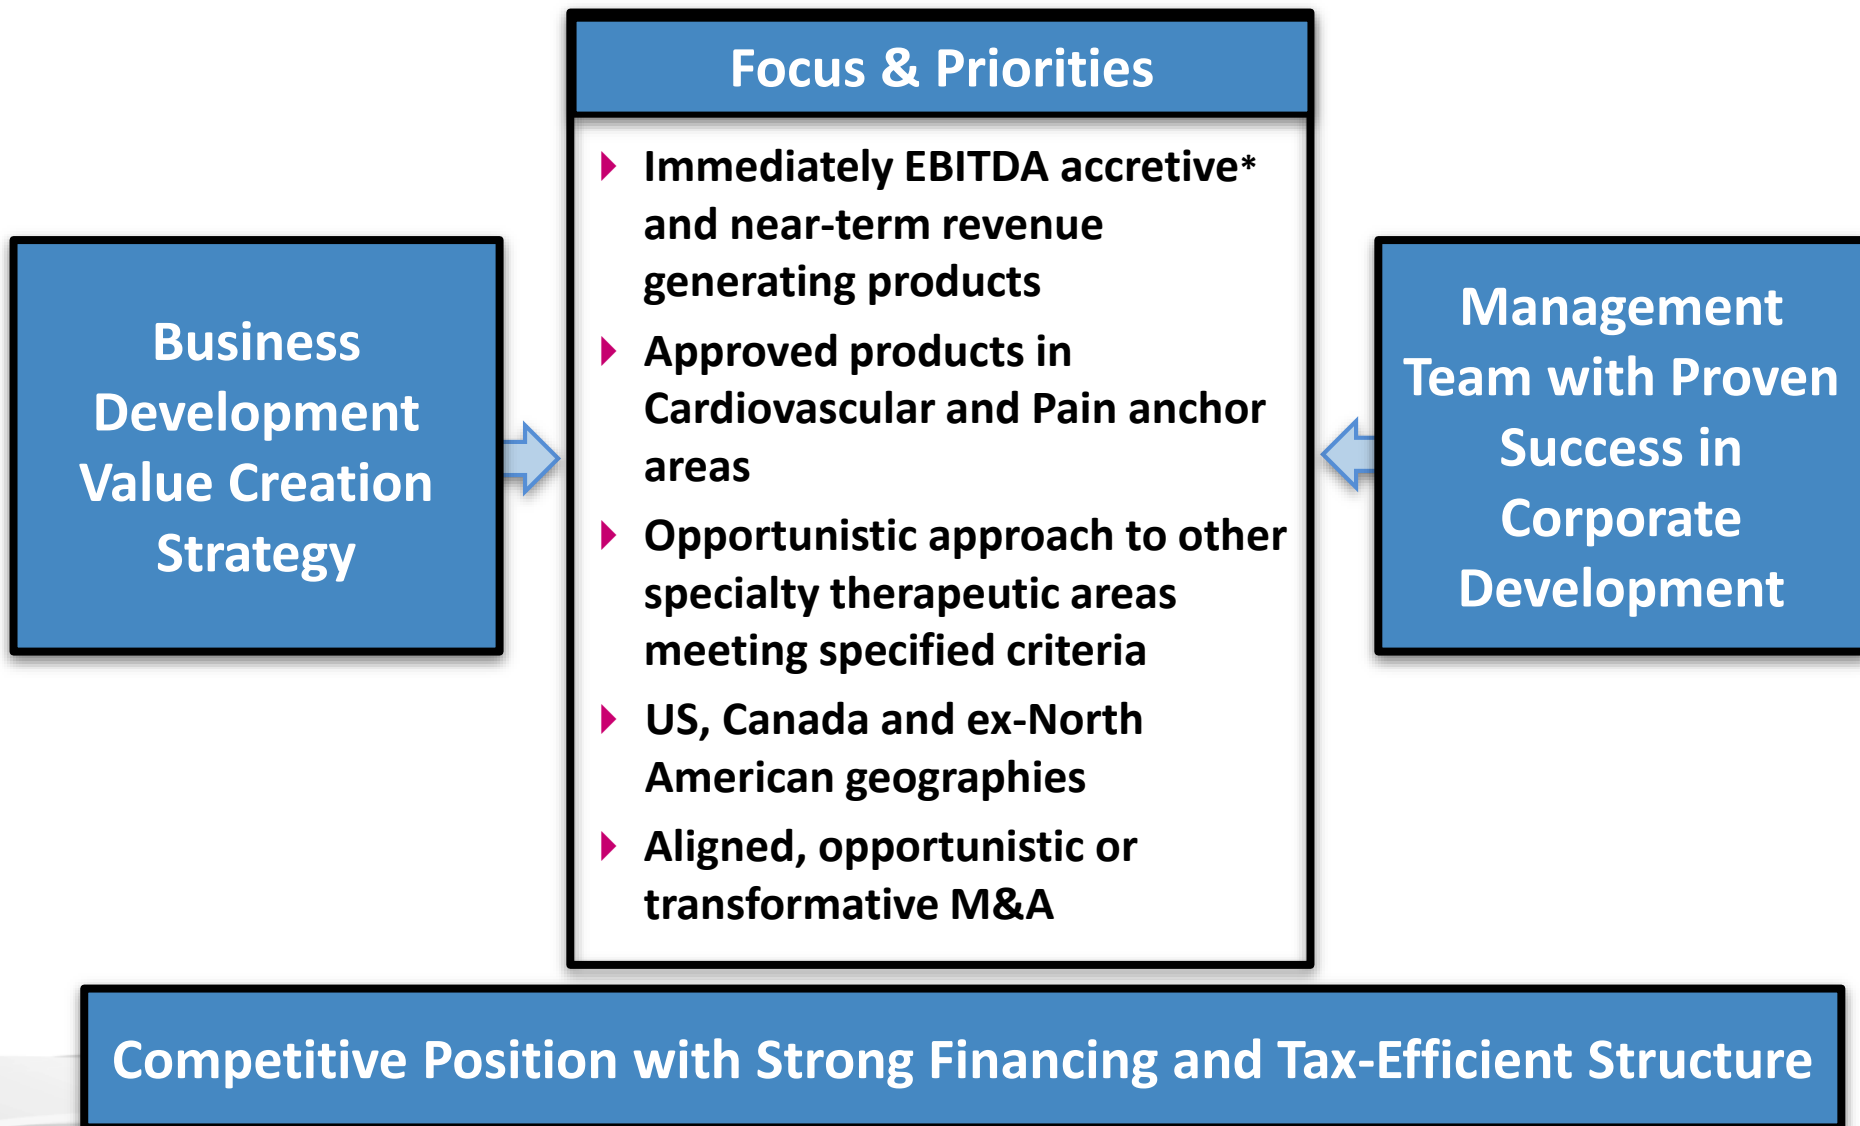 Focus & Priorities
Immediately EBITDA accretive*
and near-term revenue
generating products
Approved products in
Cardiovascular and Pain anchor
areas
Opportunistic approach to other
specialty therapeutic areas
meeting specified criteria
US, Canada and ex-North
American geographies
Aligned, opportunistic or
transformative M&A
Business
Development
Value Creation
Strategy
Management
Team with Proven
Success in
Corporate
Development
Competitive Position with Strong Financing and Tax-Efficient Structure